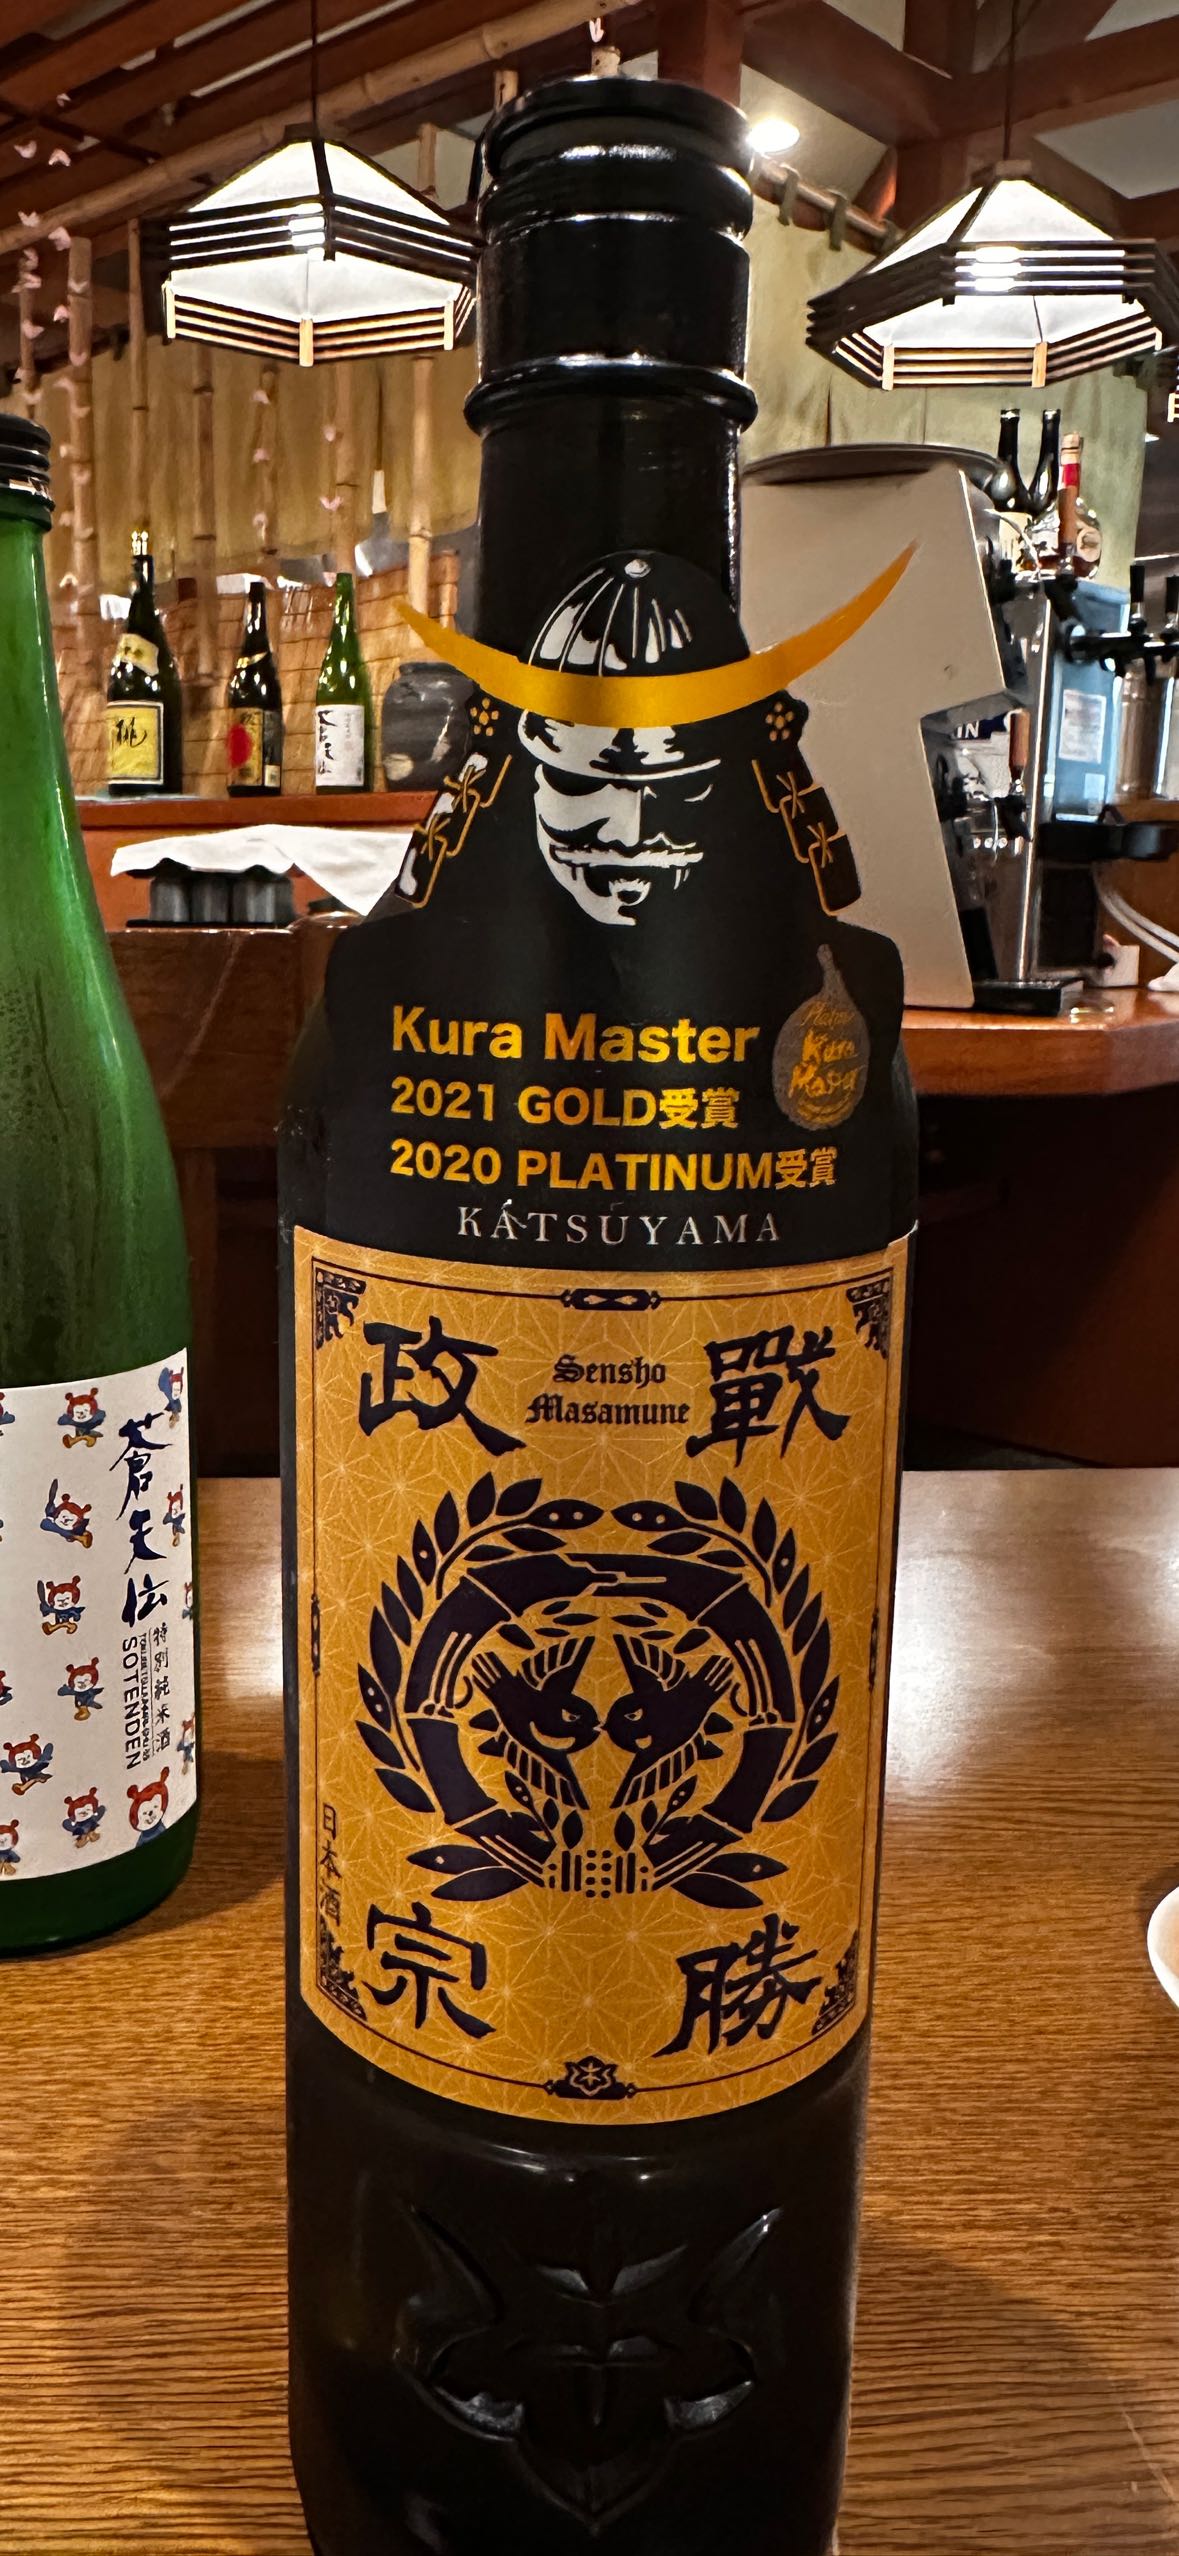 Kura Master
2021 GOLD受賞
2020 PLATINUM受賞
Kura
Master
KATSUYAMA
戰勝
政宗
Sensho
Masamune
日本酒
蒼天伝
特別純米酒
SOTENDEN